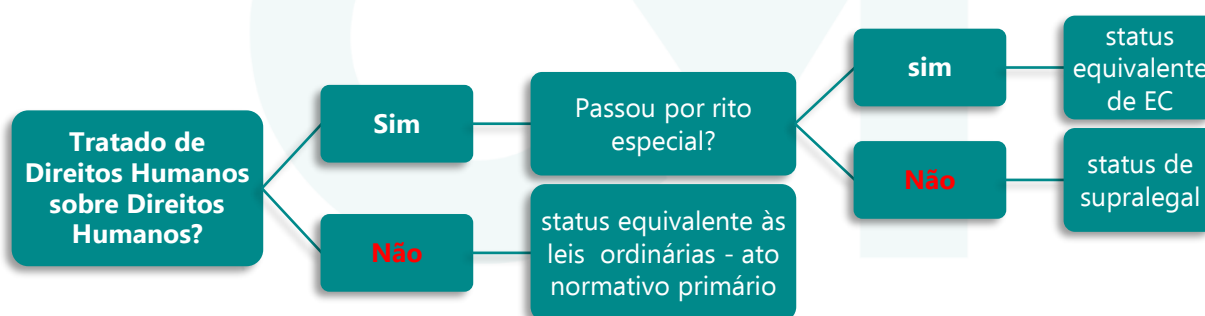 Tratado de
Direitos Humanos
sobre Direitos
Humanos?
Sim
Passou por rito
especial?
sim
status
equivalente
de EC
Não
status de
supralegal
Não
status equivalente às
leis ordinárias - ato
normativo primário